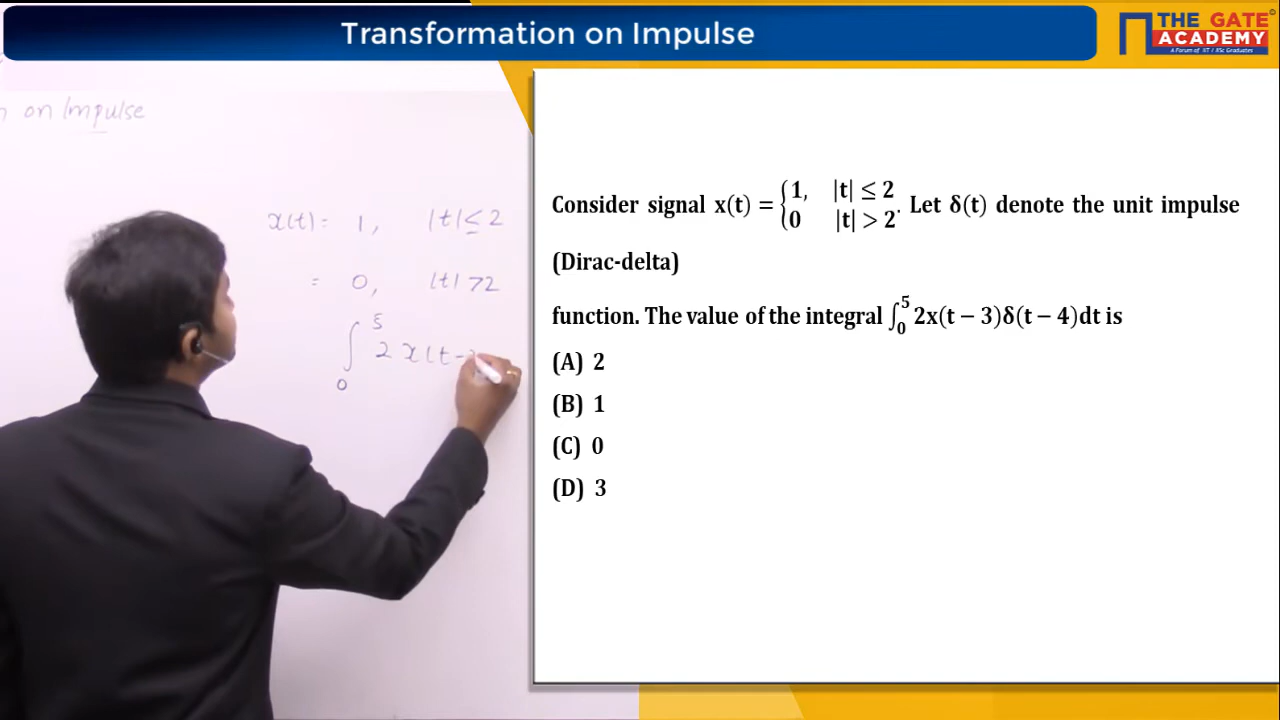 Transformation on Impulse
THE GATE
ACADEMY
A Forum of IIT / IISc Graduates
on Impulse
x(t) = 1, |t| ≤ 2
= 0, |t| > 2
∫₀⁵ 2 x(t -
Consider signal x(t) = {1, |t| ≤ 2
0 |t| > 2. Let δ(t) denote the unit impulse
(Dirac-delta)
function. The value of the integral ∫₀⁵ 2x(t − 3)δ(t − 4)dt is
(A) 2
(B) 1
(C) 0
(D) 3